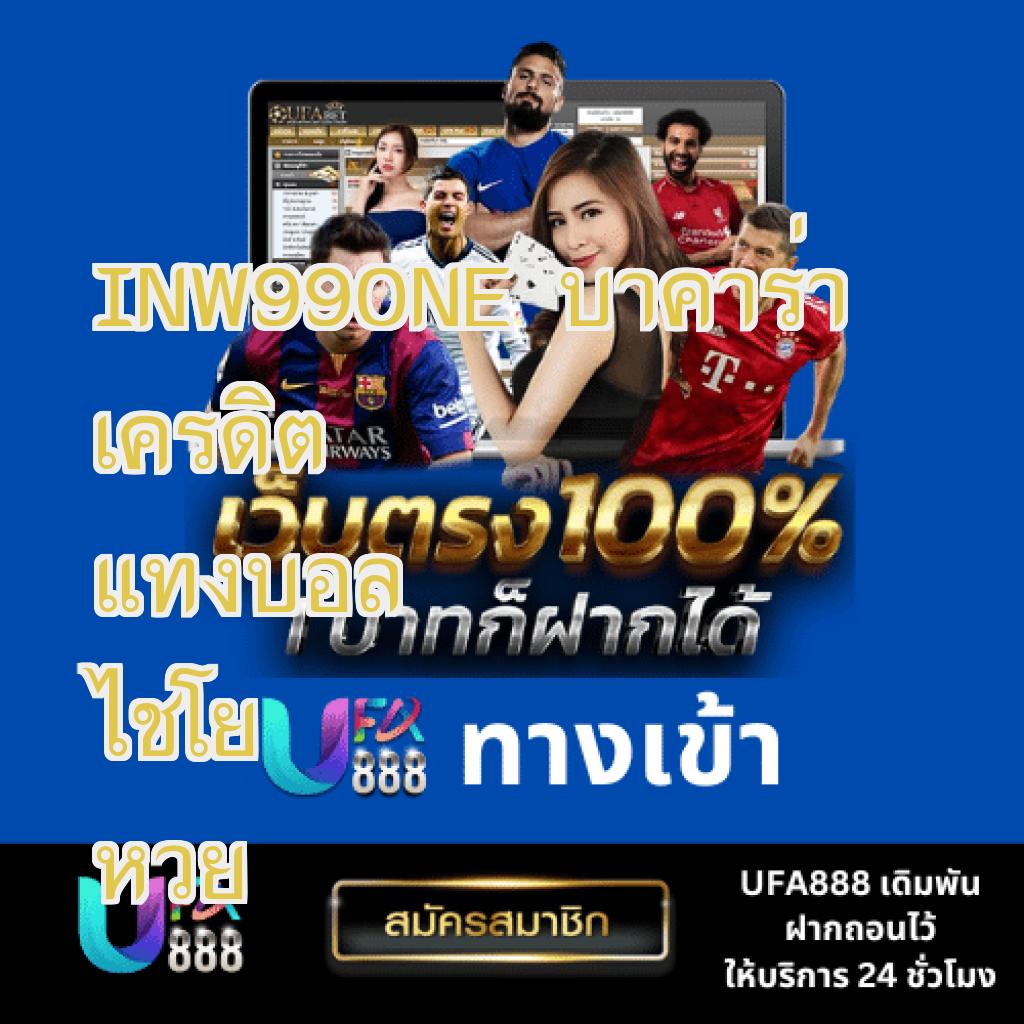 UFABET
INW99ONE บาคาร่า
เครดิต
เว็บตรง100%
แทงบอล
1 บาทก็ฝากได้
ไชโย
UFA
888
ทางเข้า
หวย
888
สมัครสมาชิก
UFA888 เดิมพัน
ฝากถอนไว้
ให้บริการ 24 ชั่วโมง